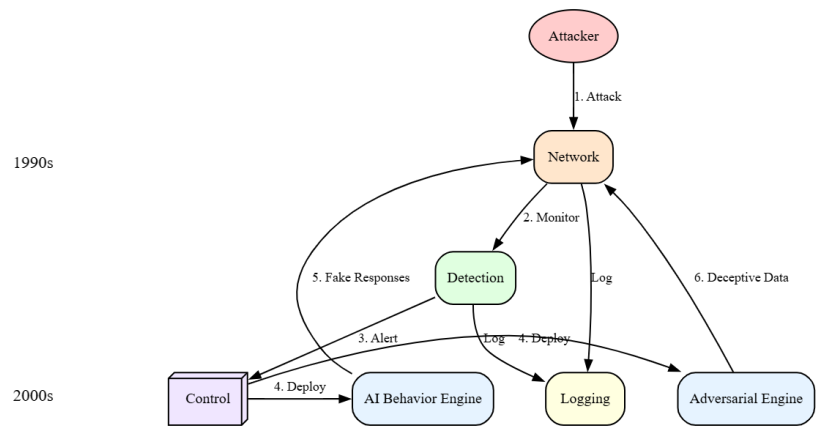 Attacker
1. Attack
1990s
Network
2. Monitor
5. Fake Responses
Detection
Log
6. Deceptive Data
3. Alert
Log
4. Deploy
2000s
Control
4. Deploy
AI Behavior Engine
Logging
Adversarial Engine